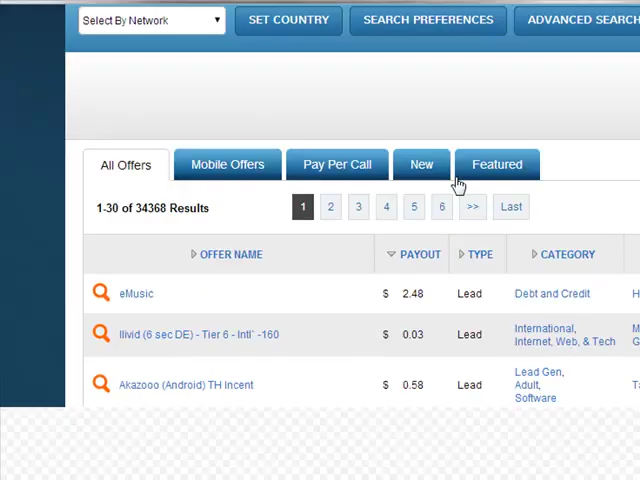 Select By Network SET COUNTRY SEARCH PREFERENCES ADVANCED SEARCH
All Offers Mobile Offers Pay Per Call New Featured
1-30 of 34368 Results 1 2 3 4 5 6 >> Last
OFFER NAME PAYOUT TYPE CATEGORY
eMusic $ 2.48 Lead Debt and Credit H
Ilivid (6 sec DE) - Tier 6 - Intl` -160 $ 0.03 Lead International, M
Internet, Web, & Tech G
Akazooo (Android) TH Incent $ 0.58 Lead Lead Gen,
Adult,
Software